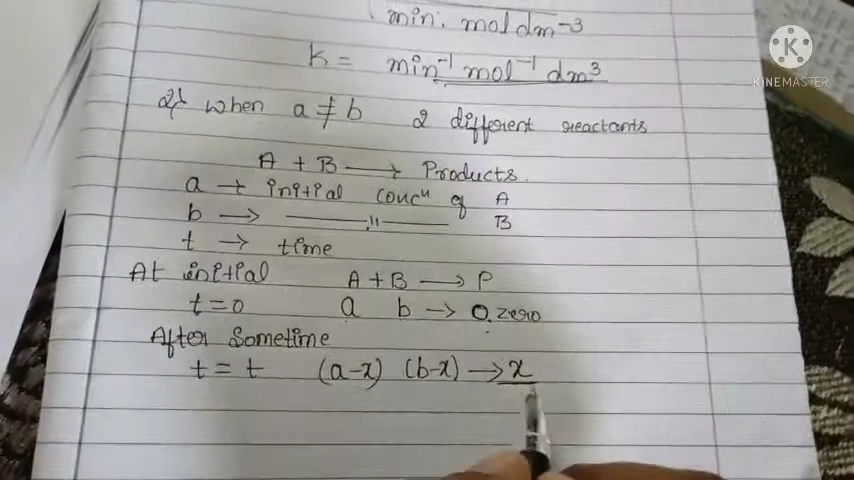 min. mol dm⁻³
K = min⁻¹ mol⁻¹ dm³
2) when a ≠ b 2 different reactants
A + B → Products.
a → initial concⁿ of A
b → —————〃————— B
t → time
At initial A + B → P
t = 0 a b → 0. zero
After Sometime
t = t (a-x) (b-x) → x
KINEMASTER